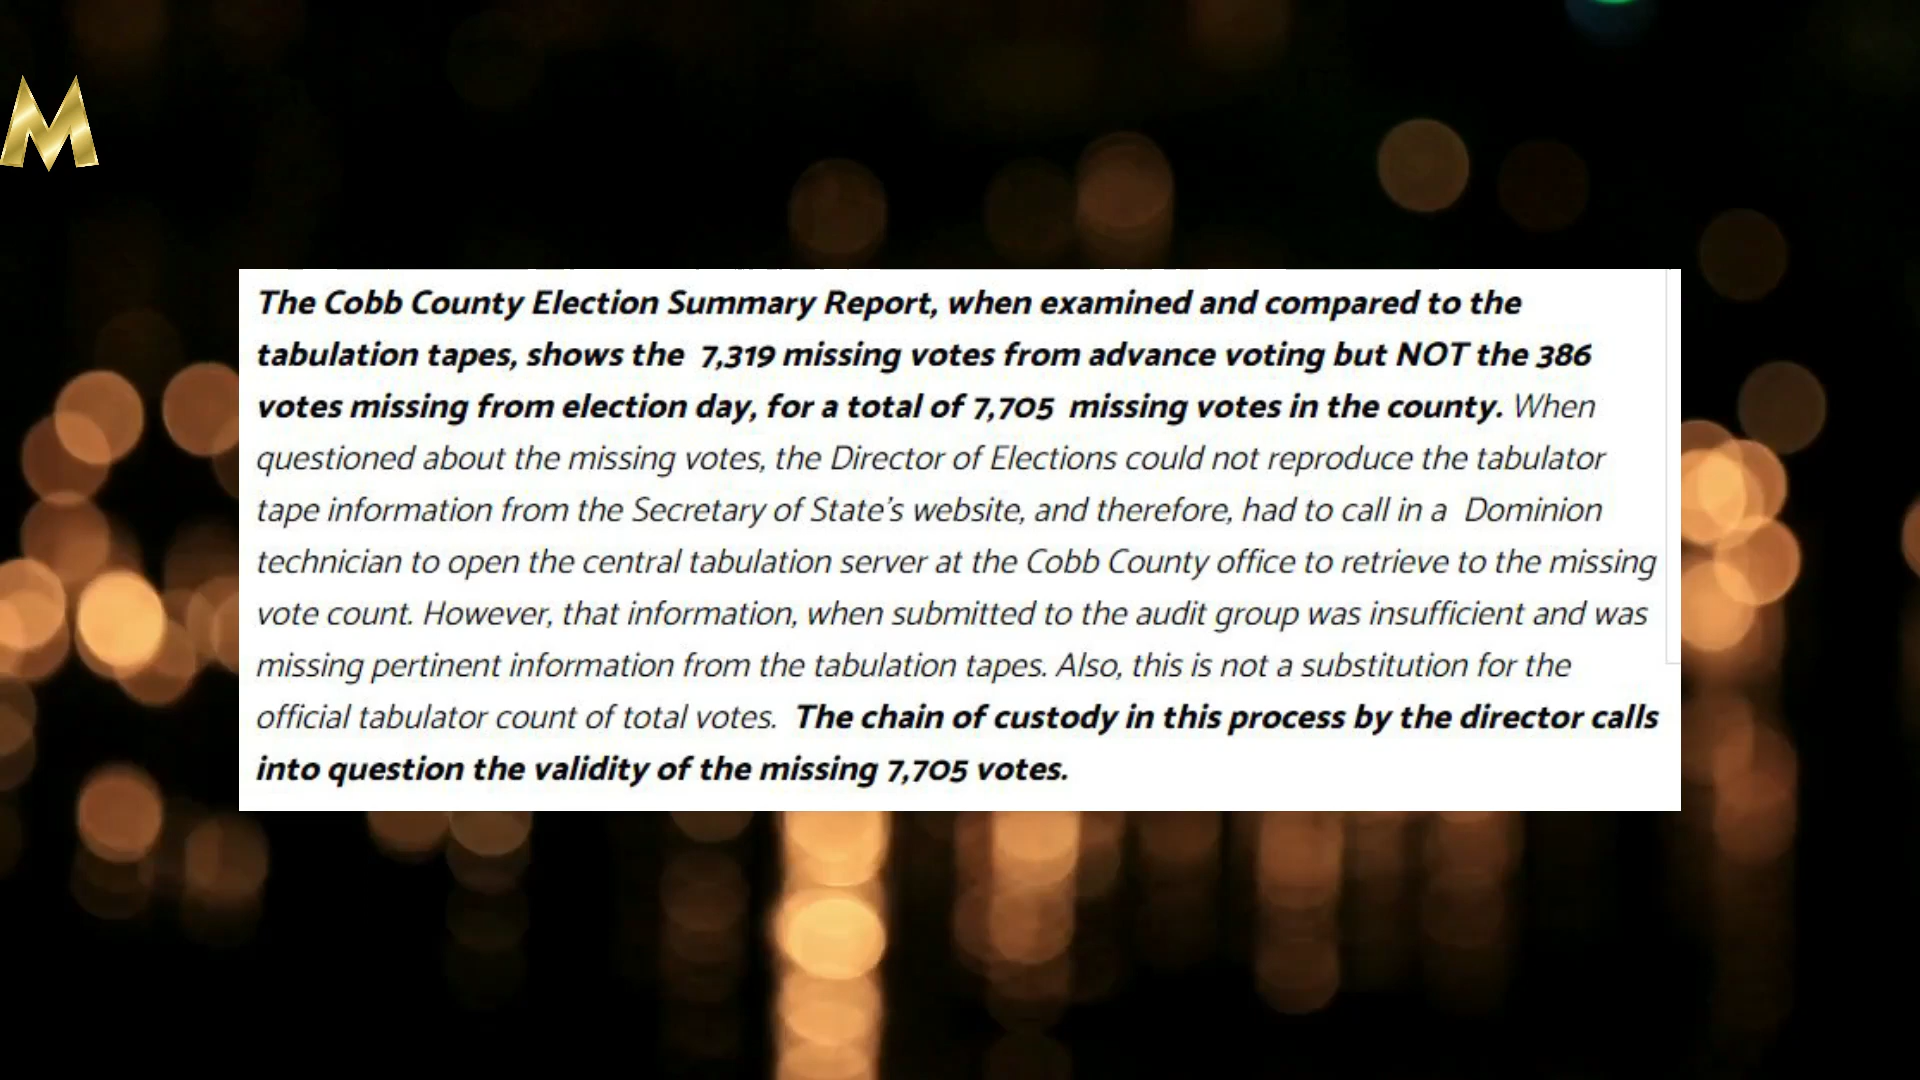 M
The Cobb County Election Summary Report, when examined and compared to the
tabulation tapes, shows the 7,319 missing votes from advance voting but NOT the 386
votes missing from election day, for a total of 7,705 missing votes in the county. When
questioned about the missing votes, the Director of Elections could not reproduce the tabulator
tape information from the Secretary of State’s website, and therefore, had to call in a Dominion
technician to open the central tabulation server at the Cobb County office to retrieve to the missing
vote count. However, that information, when submitted to the audit group was insufficient and was
missing pertinent information from the tabulation tapes. Also, this is not a substitution for the
official tabulator count of total votes. The chain of custody in this process by the director calls
into question the validity of the missing 7,705 votes.